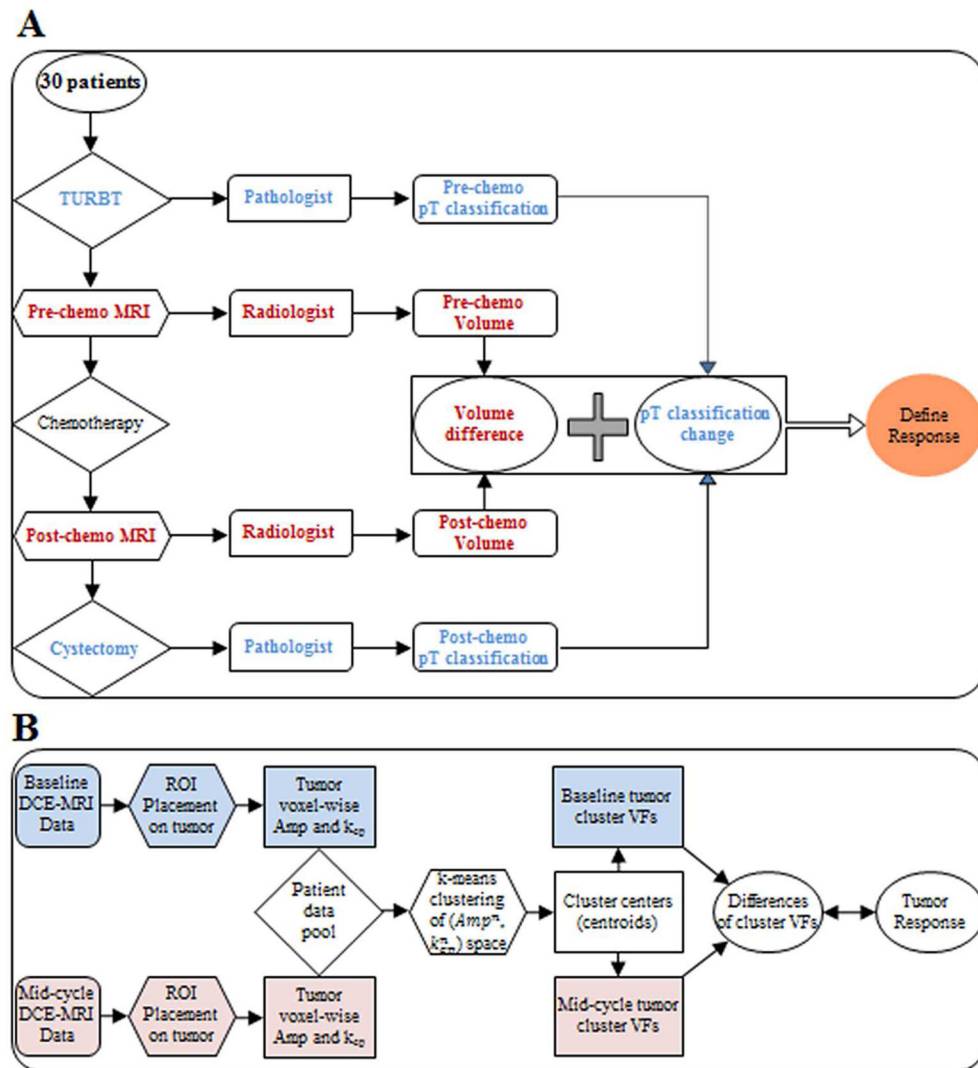 A
30 patients
TURBT
Pathologist
Pre-chemo
pT classification
Pre-chemo MRI
Radiologist
Pre-chemo
Volume
Chemotherapy
Volume
difference
pT classification
change
Define
Response
Post-chemo MRI
Radiologist
Post-chemo
Volume
Cystectomy
Pathologist
Post-chemo
pT classification
B
Baseline
DCE-MRI
Data
ROI
Placement
on tumor
Tumor
voxel-wise
Amp and k
Baseline tumor
cluster VFs
Patient
data
pool
k-means
clustering
of (Ampⁿ,
) space
Cluster centers
(centroids)
Differences
of cluster VFs
Tumor
Response
Mid-cycle
DCE-MRI
Data
ROI
Placement
on tumor
Tumor
voxel-wise
Amp and k
Mid-cycle tumor
cluster VFs